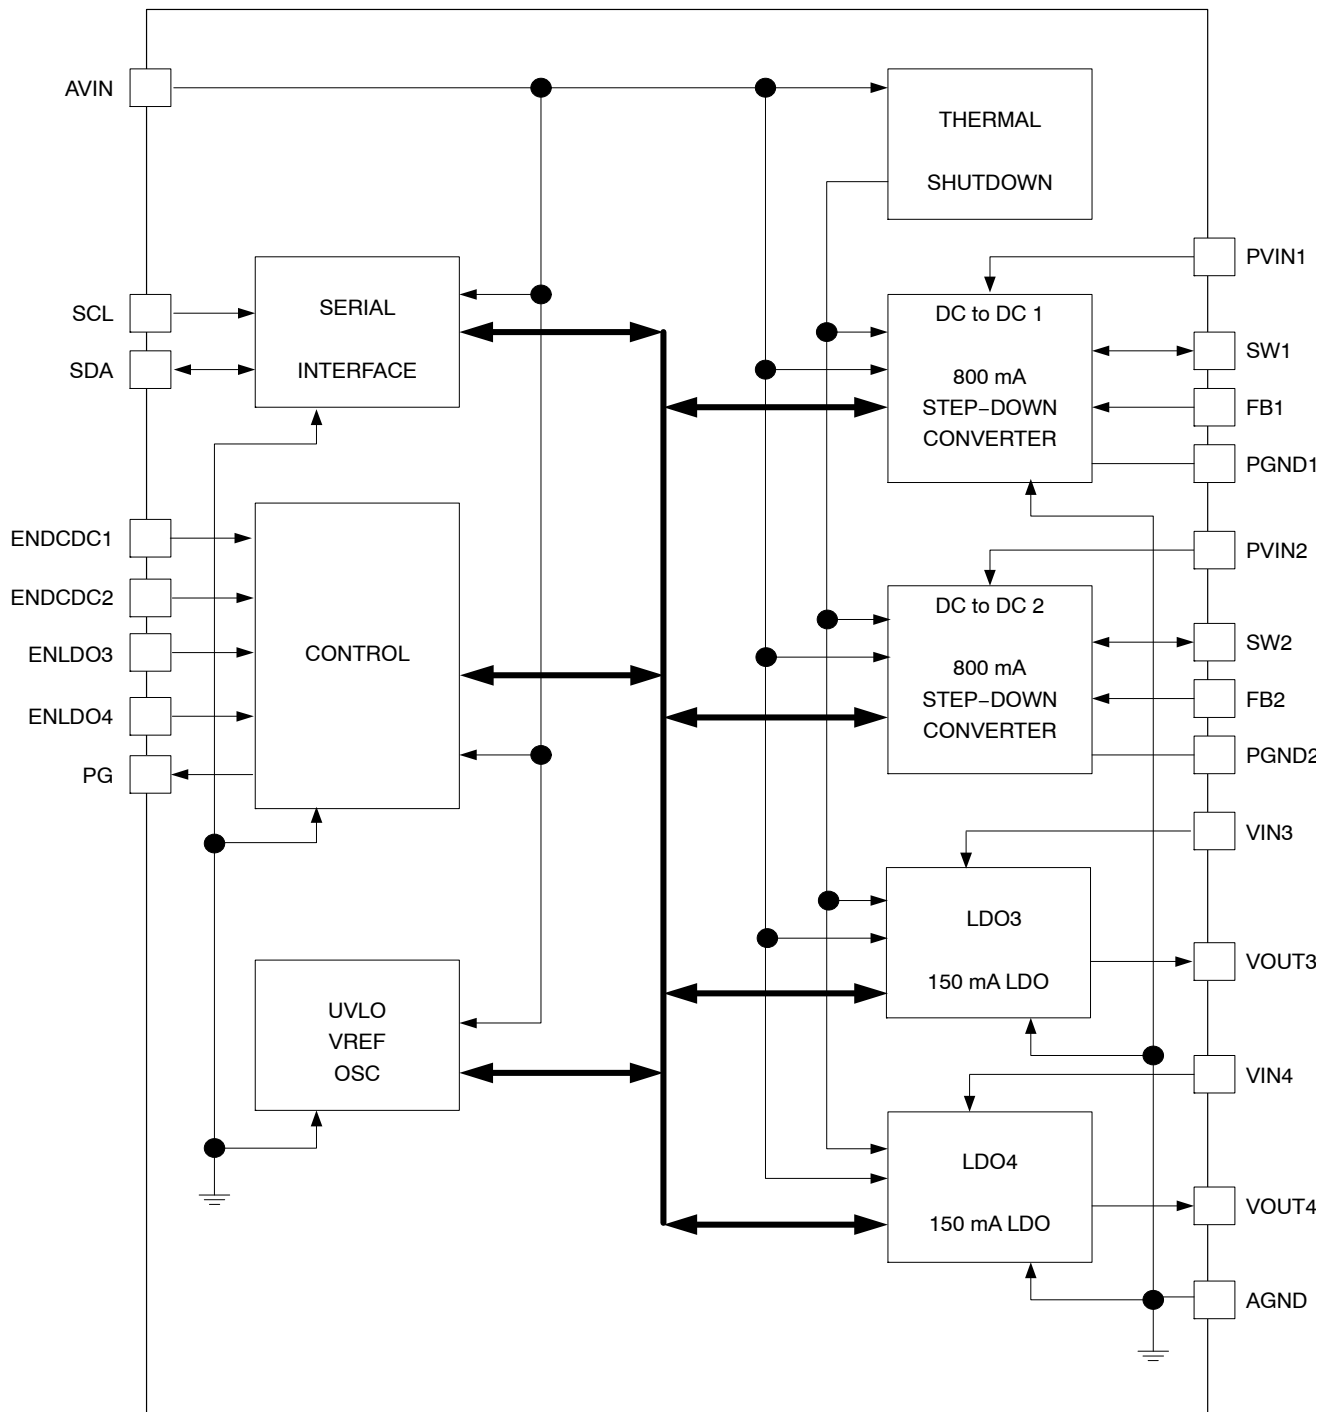 AVIN
THERMAL
SHUTDOWN
PVIN1
SCL
SERIAL
DC to DC 1
SW1
SDA
INTERFACE
800 mA
STEP−DOWN
CONVERTER
FB1
PGND1
ENDCDC1
PVIN2
ENDCDC2
DC to DC 2
ENLDO3
CONTROL
SW2
800 mA
STEP−DOWN
CONVERTER
FB2
ENLDO4
PGND2
PG
VIN3
LDO3
VOUT3
150 mA LDO
UVLO
VREF
OSC
VIN4
LDO4
VOUT4
150 mA LDO
AGND